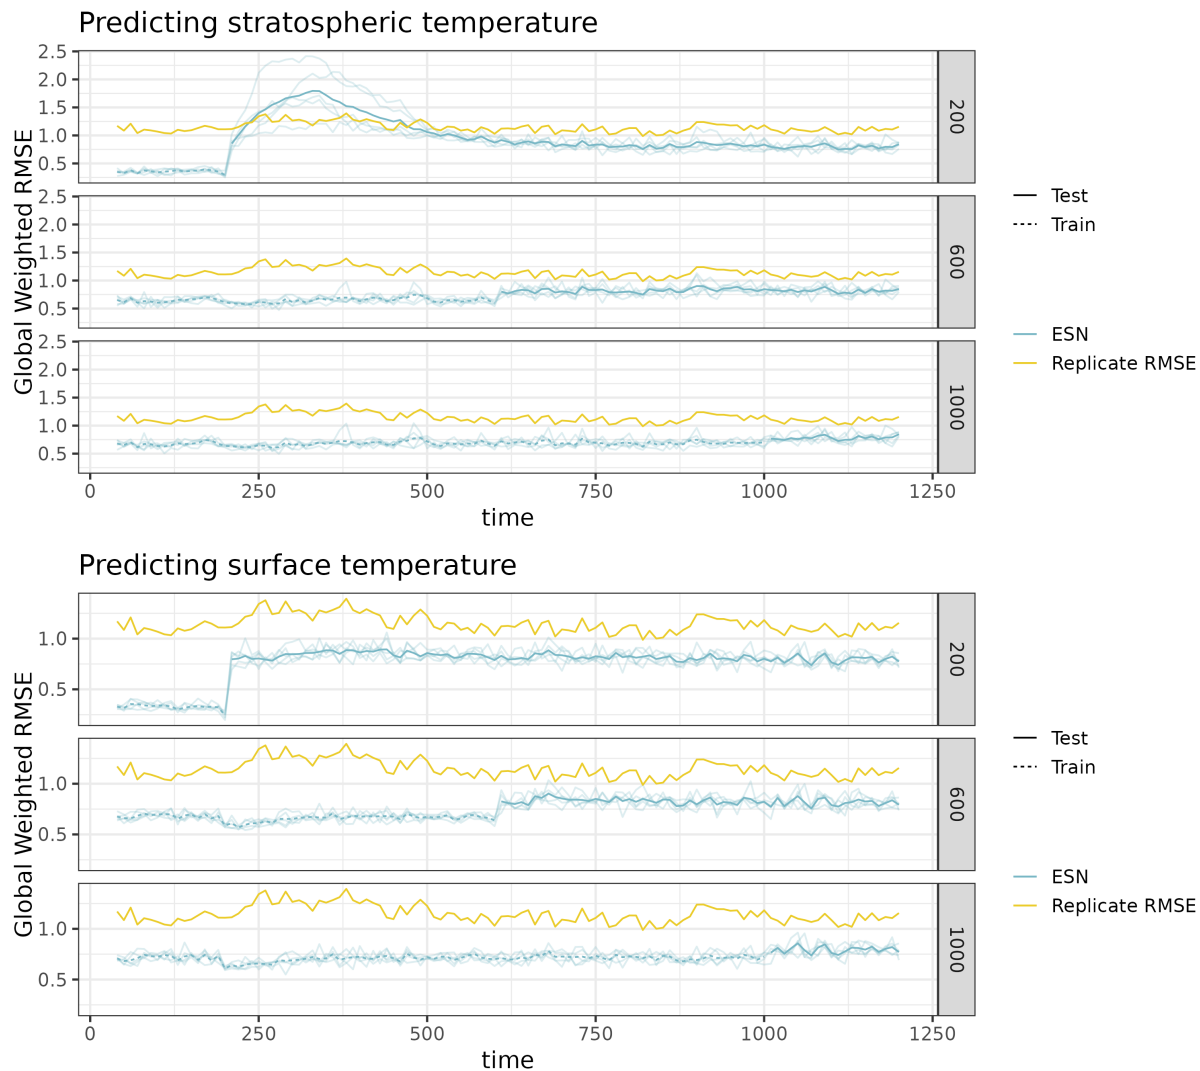 Predicting stratospheric temperature
Global Weighted RMSE
2.5
2.0
1.5
1.0
0.5
200
2.5
2.0
1.5
1.0
0.5
600
2.5
2.0
1.5
1.0
0.5
1000
0
250
500
750
1000
1250
time
Test
Train
ESN
Replicate RMSE
Predicting surface temperature
Global Weighted RMSE
1.0
0.5
200
1.0
0.5
600
1.0
0.5
1000
0
250
500
750
1000
1250
time
Test
Train
ESN
Replicate RMSE